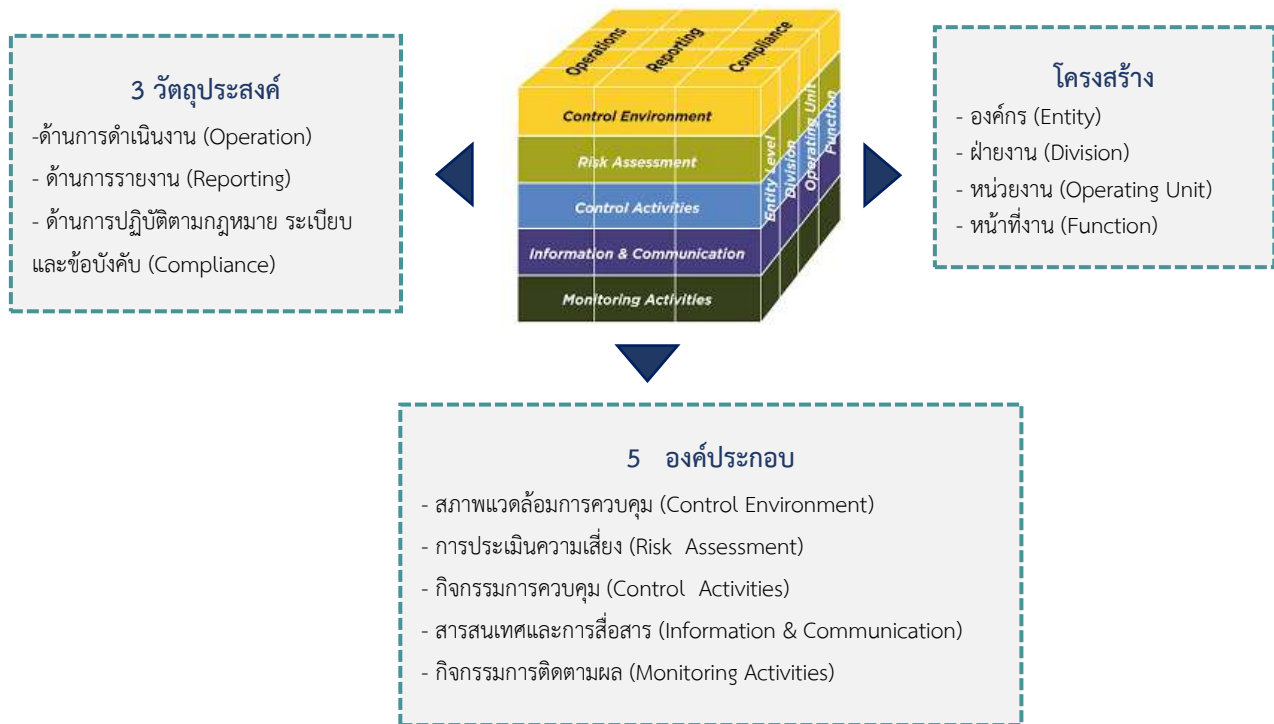 3 วัตถุประสงค์
-ด้านการดำเนินงาน (Operation)
- ด้านการรายงาน (Reporting)
- ด้านการปฏิบัติตามกฎหมาย ระเบียบ
และข้อบังคับ (Compliance)
Operations
Reporting
Compliance
Control Environment
Risk Assessment
Control Activities
Information & Communication
Monitoring Activities
Entity Level
Division
Operating Unit
Function
โครงสร้าง
- องค์กร (Entity)
- ฝ่ายงาน (Division)
- หน่วยงาน (Operating Unit)
- หน้าที่งาน (Function)
5 องค์ประกอบ
- สภาพแวดล้อมการควบคุม (Control Environment)
- การประเมินความเสี่ยง (Risk Assessment)
- กิจกรรมการควบคุม (Control Activities)
- สารสนเทศและการสื่อสาร (Information & Communication)
- กิจกรรมการติดตามผล (Monitoring Activities)